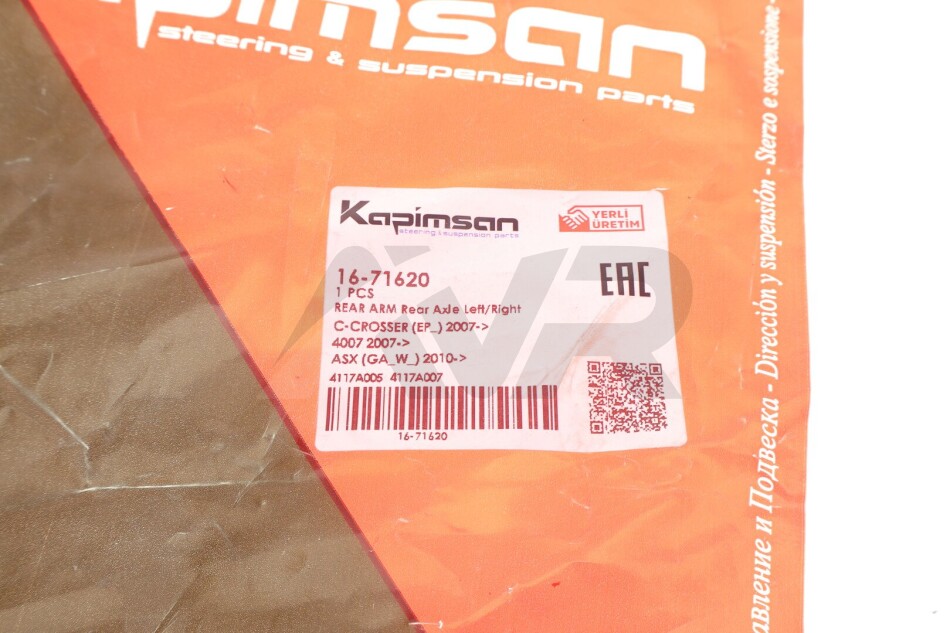 Kapimsan
steering & suspension parts
Kapimsan
steering & suspension parts
YERLİ
ÜRETİM
16-71620
1 PCS
EAC
REAR ARM Rear Axle Left/Right
C-CROSSER (EP_) 2007->
4007 2007->
ASX (GA_W_) 2010->
4117A005 4117A007
16-71620
авление и Подвеска - Dirección y suspensión - Sterzo e sospensione -